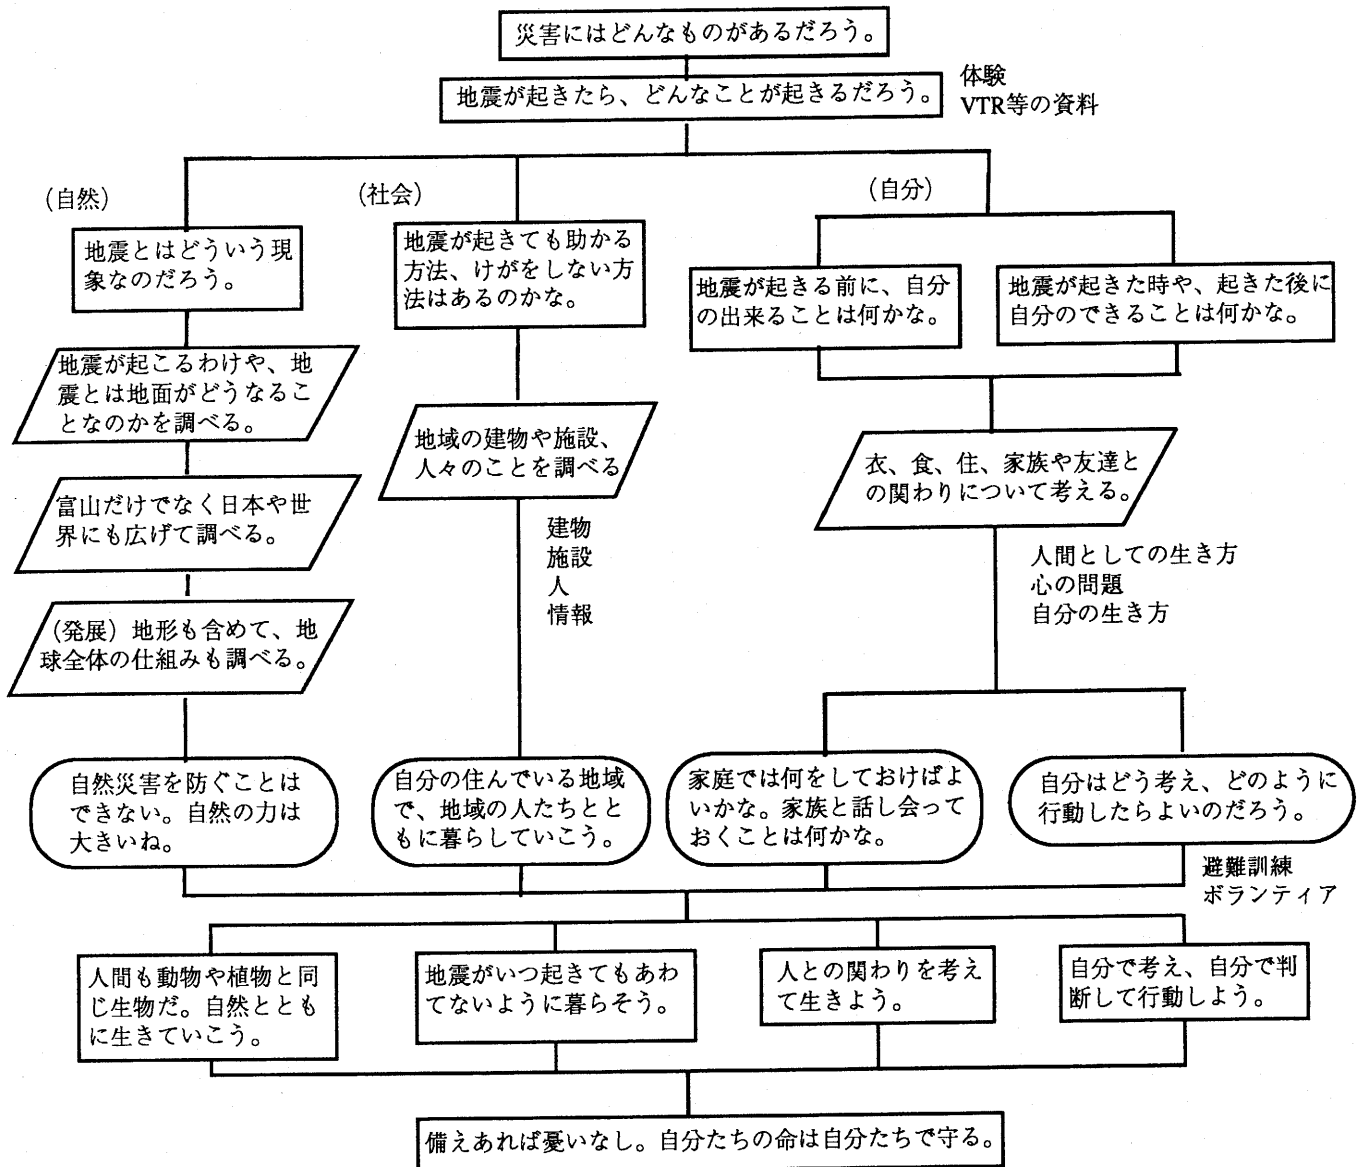 災害にはどんなものがあるだろう。
地震が起きたら、どんなことが起きるだろう。
体験
VTR等の資料
(自然)
地震とはどういう現
象なのだろう。
地震が起こるわけや、地
震とは地面がどうなるこ
となのかを調べる。
富山だけでなく日本や世
界にも広げて調べる。
(発展)地形も含めて、地
球全体の仕組みも調べる。
自然災害を防ぐことは
できない。自然の力は
大きいね。
(社会)
地震が起きても助かる
方法、けがをしない方
法はあるのかな。
地域の建物や施設、
人々のことを調べる
建物
施設
人
情報
自分の住んでいる地域
で、地域の人たちとと
もに暮らしていこう。
(自分)
地震が起きる前に、自分
の出来ることは何かな。
地震が起きた時や、起きた後に
自分のできることは何かな。
衣、食、住、家族や友達と
の関わりについて考える。
人間としての生き方
心の問題
自分の生き方
家庭では何をしておけばよ
いかな。家族と話し会って
おくことは何かな。
自分はどう考え、どのように
行動したらよいのだろう。
避難訓練
ボランティア
人間も動物や植物と同
じ生物だ。自然ととも
に生きていこう。
地震がいつ起きてもあわ
てないように暮らそう。
人との関わりを考え
て生きよう。
自分で考え、自分で判
断して行動しよう。
備えあれば憂いなし。自分たちの命は自分たちで守る。